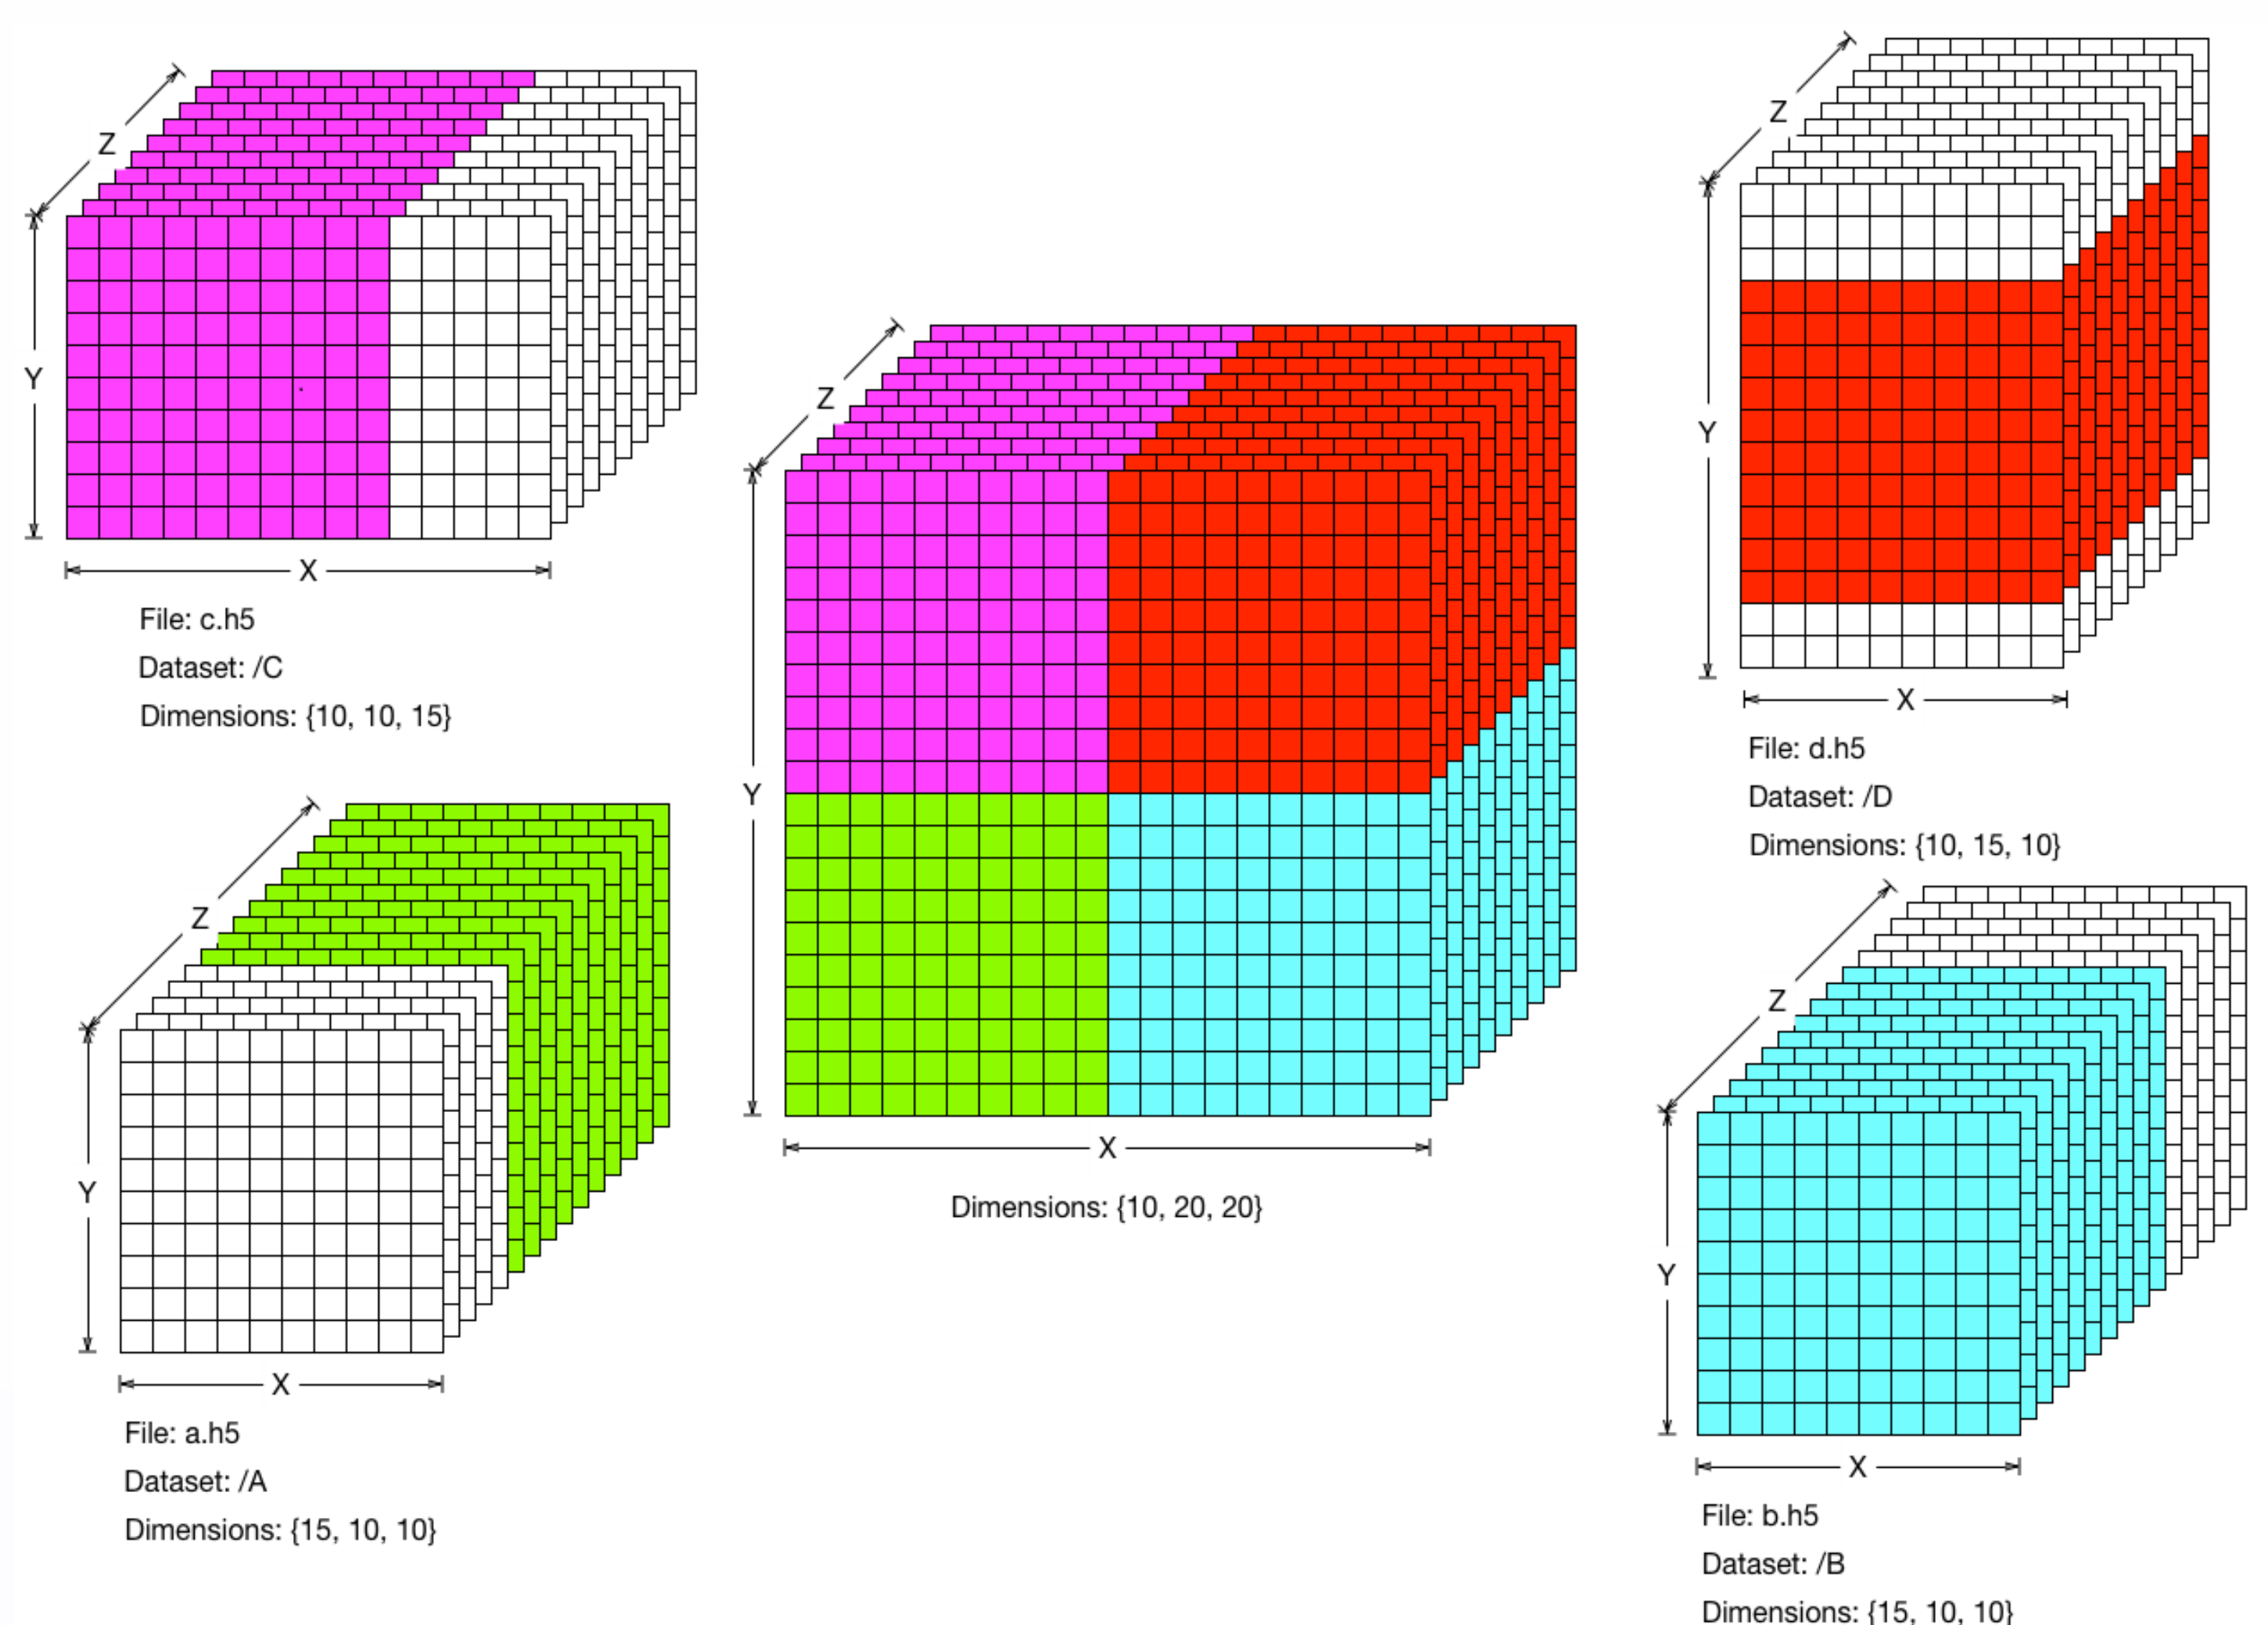 Z
Y
X
File: c.h5
Dataset: /C
Dimensions: {10, 10, 15}
Z
Y
X
File: a.h5
Dataset: /A
Dimensions: {15, 10, 10}
Z
Y
X
Dimensions: {10, 20, 20}
Z
Y
X
File: d.h5
Dataset: /D
Dimensions: {10, 15, 10}
Z
Y
X
File: b.h5
Dataset: /B
Dimensions: {15, 10, 10}